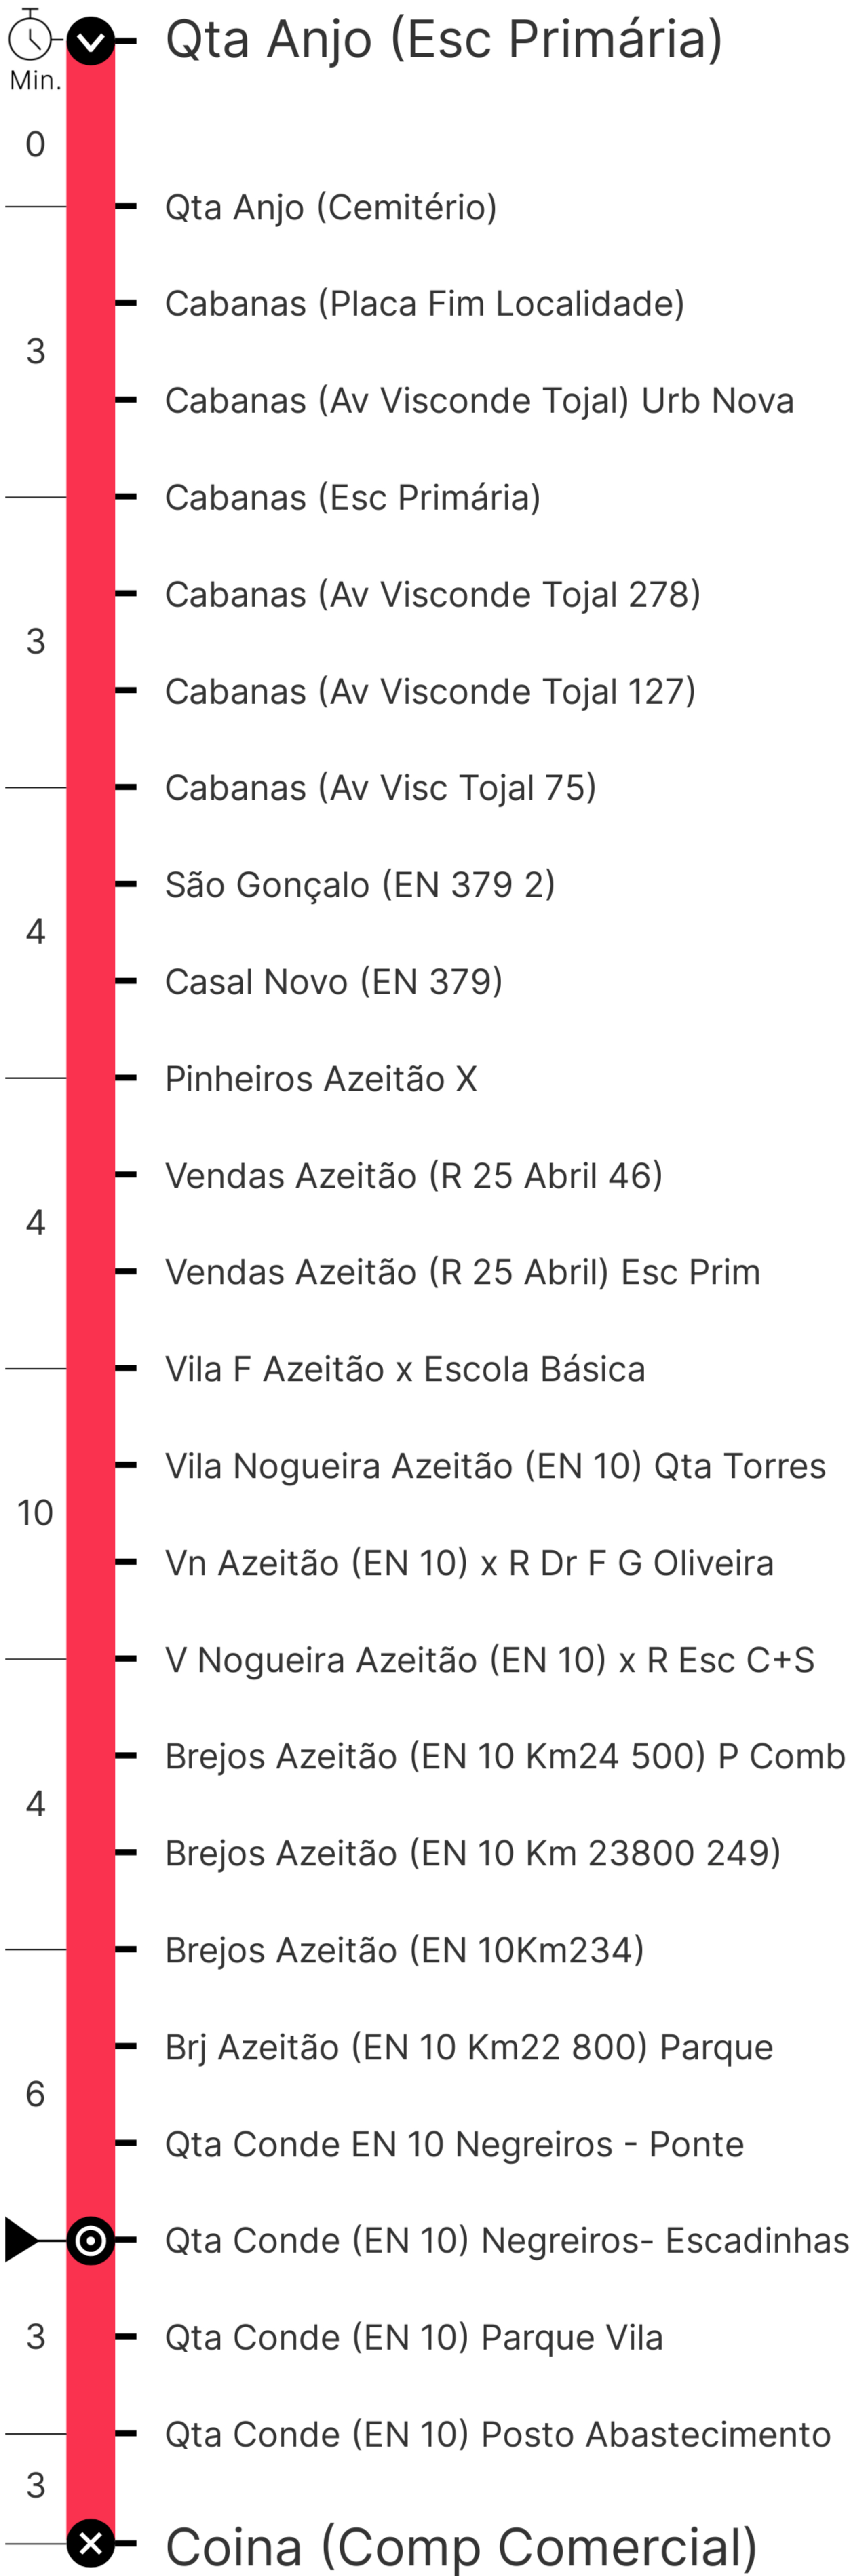 Qta Anjo (Esc Primária)
Min.
0
Qta Anjo (Cemitério)
Cabanas (Placa Fim Localidade)
3
Cabanas (Av Visconde Tojal) Urb Nova
Cabanas (Esc Primária)
Cabanas (Av Visconde Tojal 278)
3
Cabanas (Av Visconde Tojal 127)
Cabanas (Av Visc Tojal 75)
São Gonçalo (EN 379 2)
4
Casal Novo (EN 379)
Pinheiros Azeitão X
Vendas Azeitão (R 25 Abril 46)
4
Vendas Azeitão (R 25 Abril) Esc Prim
Vila F Azeitão x Escola Básica
Vila Nogueira Azeitão (EN 10) Qta Torres
10
Vn Azeitão (EN 10) x R Dr F G Oliveira
V Nogueira Azeitão (EN 10) x R Esc C+S
Brejos Azeitão (EN 10 Km24 500) P Comb
4
Brejos Azeitão (EN 10 Km 23800 249)
Brejos Azeitão (EN 10Km234)
Brj Azeitão (EN 10 Km22 800) Parque
6
Qta Conde EN 10 Negreiros - Ponte
Qta Conde (EN 10) Negreiros- Escadinhas
3
Qta Conde (EN 10) Parque Vila
Qta Conde (EN 10) Posto Abastecimento
3
Coina (Comp Comercial)